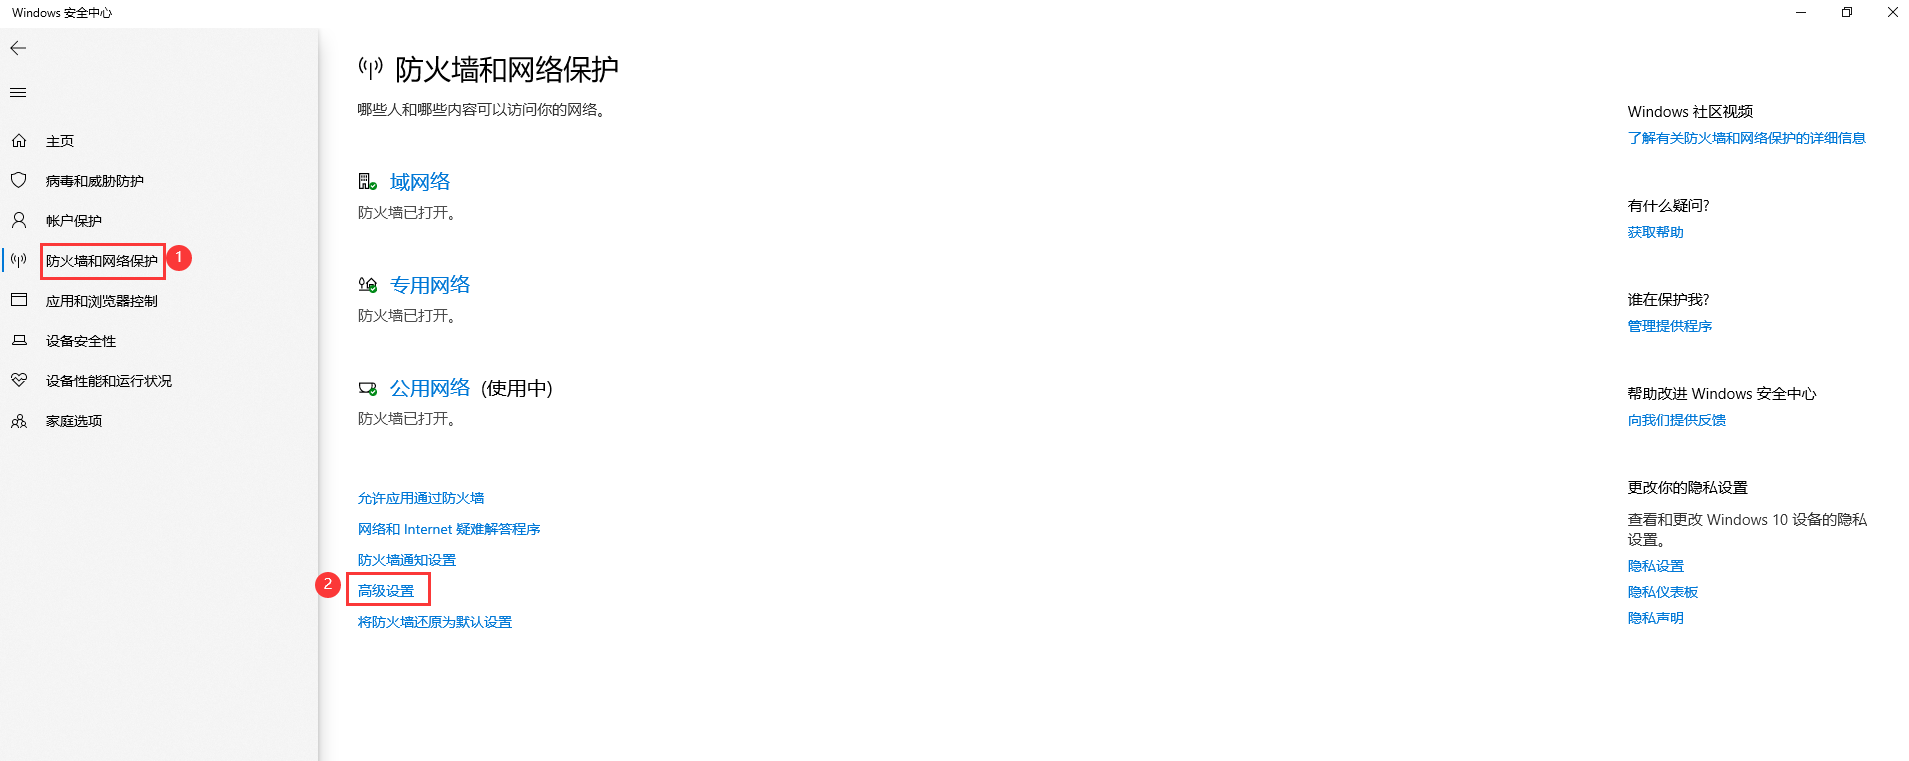 Windows 安全中心
主页
病毒和威胁防护
帐户保护
防火墙和网络保护
1
应用和浏览器控制
设备安全性
设备性能和运行状况
家庭选项
防火墙和网络保护
哪些人和哪些内容可以访问你的网络。
域网络
防火墙已打开。
专用网络
防火墙已打开。
公用网络 (使用中)
防火墙已打开。
允许应用通过防火墙
网络和 Internet 疑难解答程序
防火墙通知设置
2
高级设置
将防火墙还原为默认设置
Windows 社区视频
了解有关防火墙和网络保护的详细信息
有什么疑问?
获取帮助
谁在保护我?
管理提供程序
帮助改进 Windows 安全中心
向我们提供反馈
更改你的隐私设置
查看和更改 Windows 10 设备的隐私
设置。
隐私设置
隐私仪表板
隐私声明